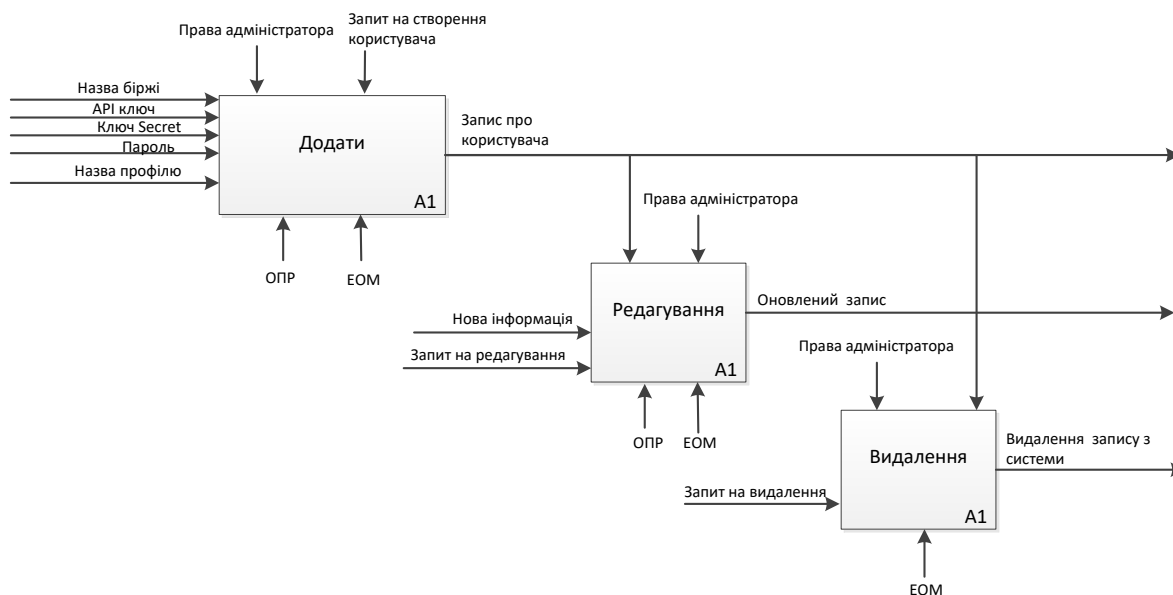 Права адміністратора
Запит на створення
користувача
Назва біржі
API ключ
Ключ Secret
Пароль
Назва профілю
Додати
A1
Запис про
користувача
ОПР
ЕОМ
Права адміністратора
Нова інформація
Запит на редагування
Редагування
A1
Оновлений запис
ОПР
ЕОМ
Права адміністратора
Запит на видалення
Видалення
A1
Видалення запису з
системи
ЕОМ